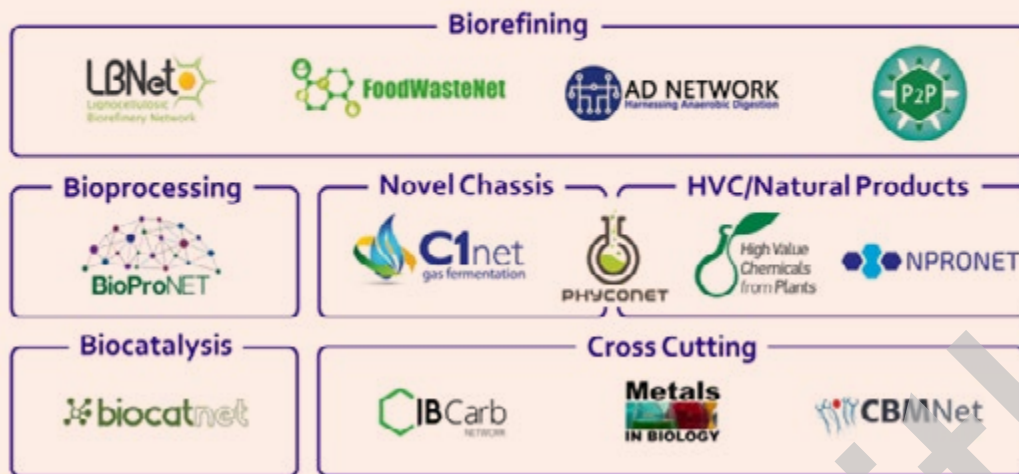 Biorefining
LBNet
Lignocellulosic
Biorefinery Network
FoodWasteNet
AD NETWORK
Harnessing Anaerobic Digestion
P2P
Bioprocessing
Novel Chassis
HVC/Natural Products
BioProNET
C1net
gas fermentation
PHYCONET
High Value
Chemicals
from Plants
NPRONET
Biocatalysis
Cross Cutting
biocatnet
IBCarb
NETWORK
Metals
IN BIOLOGY
CBMNet